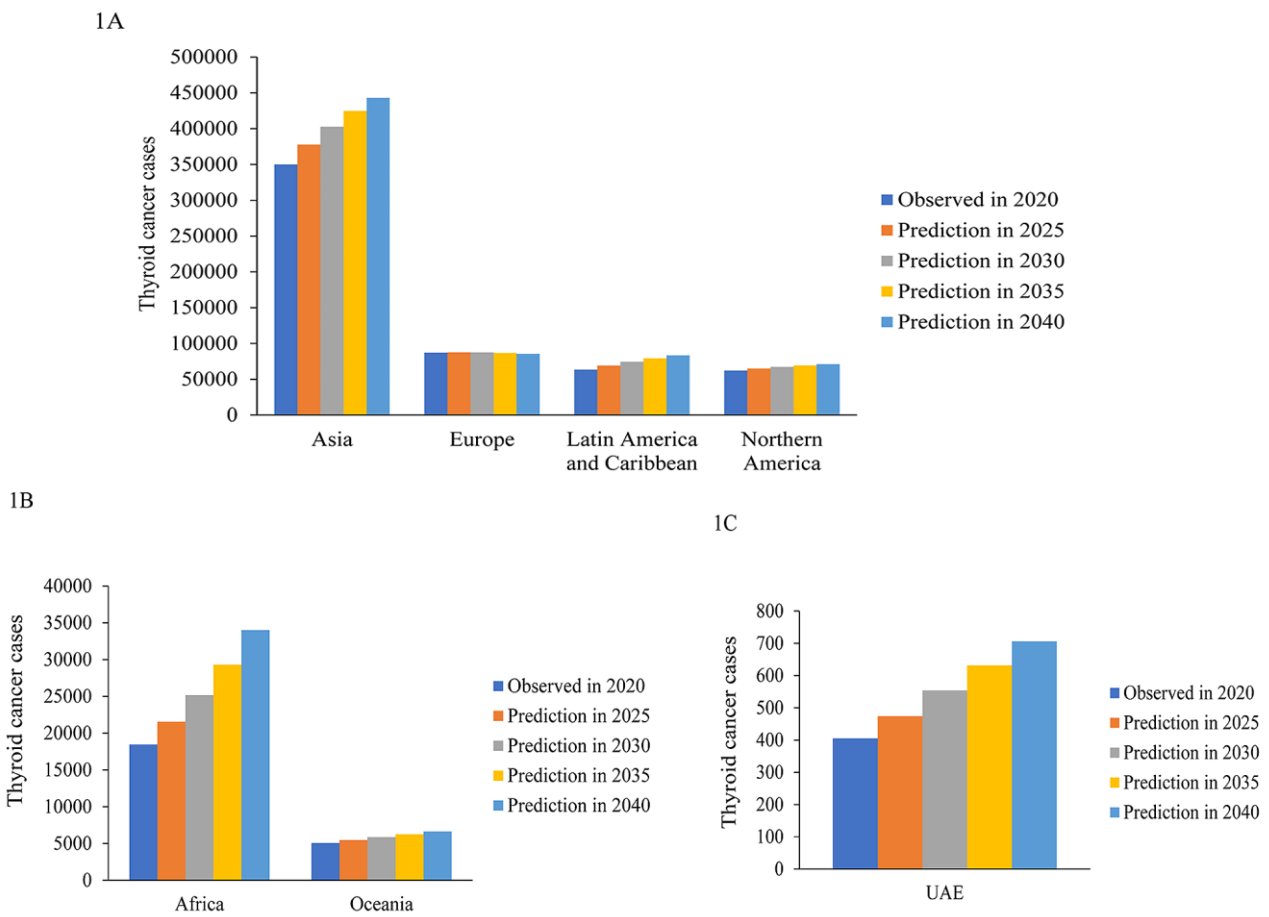 1A
Thyroid cancer cases
500000
450000
400000
350000
300000
250000
200000
150000
100000
50000
0
Asia
Europe
Latin America
and Caribbean
Northern
America
Observed in 2020
Prediction in 2025
Prediction in 2030
Prediction in 2035
Prediction in 2040
1B
Thyroid cancer cases
40000
35000
30000
25000
20000
15000
10000
5000
0
Africa
Oceania
Observed in 2020
Prediction in 2025
Prediction in 2030
Prediction in 2035
Prediction in 2040
1C
Thyroid cancer cases
800
700
600
500
400
300
200
100
0
UAE
Observed in 2020
Prediction in 2025
Prediction in 2030
Prediction in 2035
Prediction in 2040